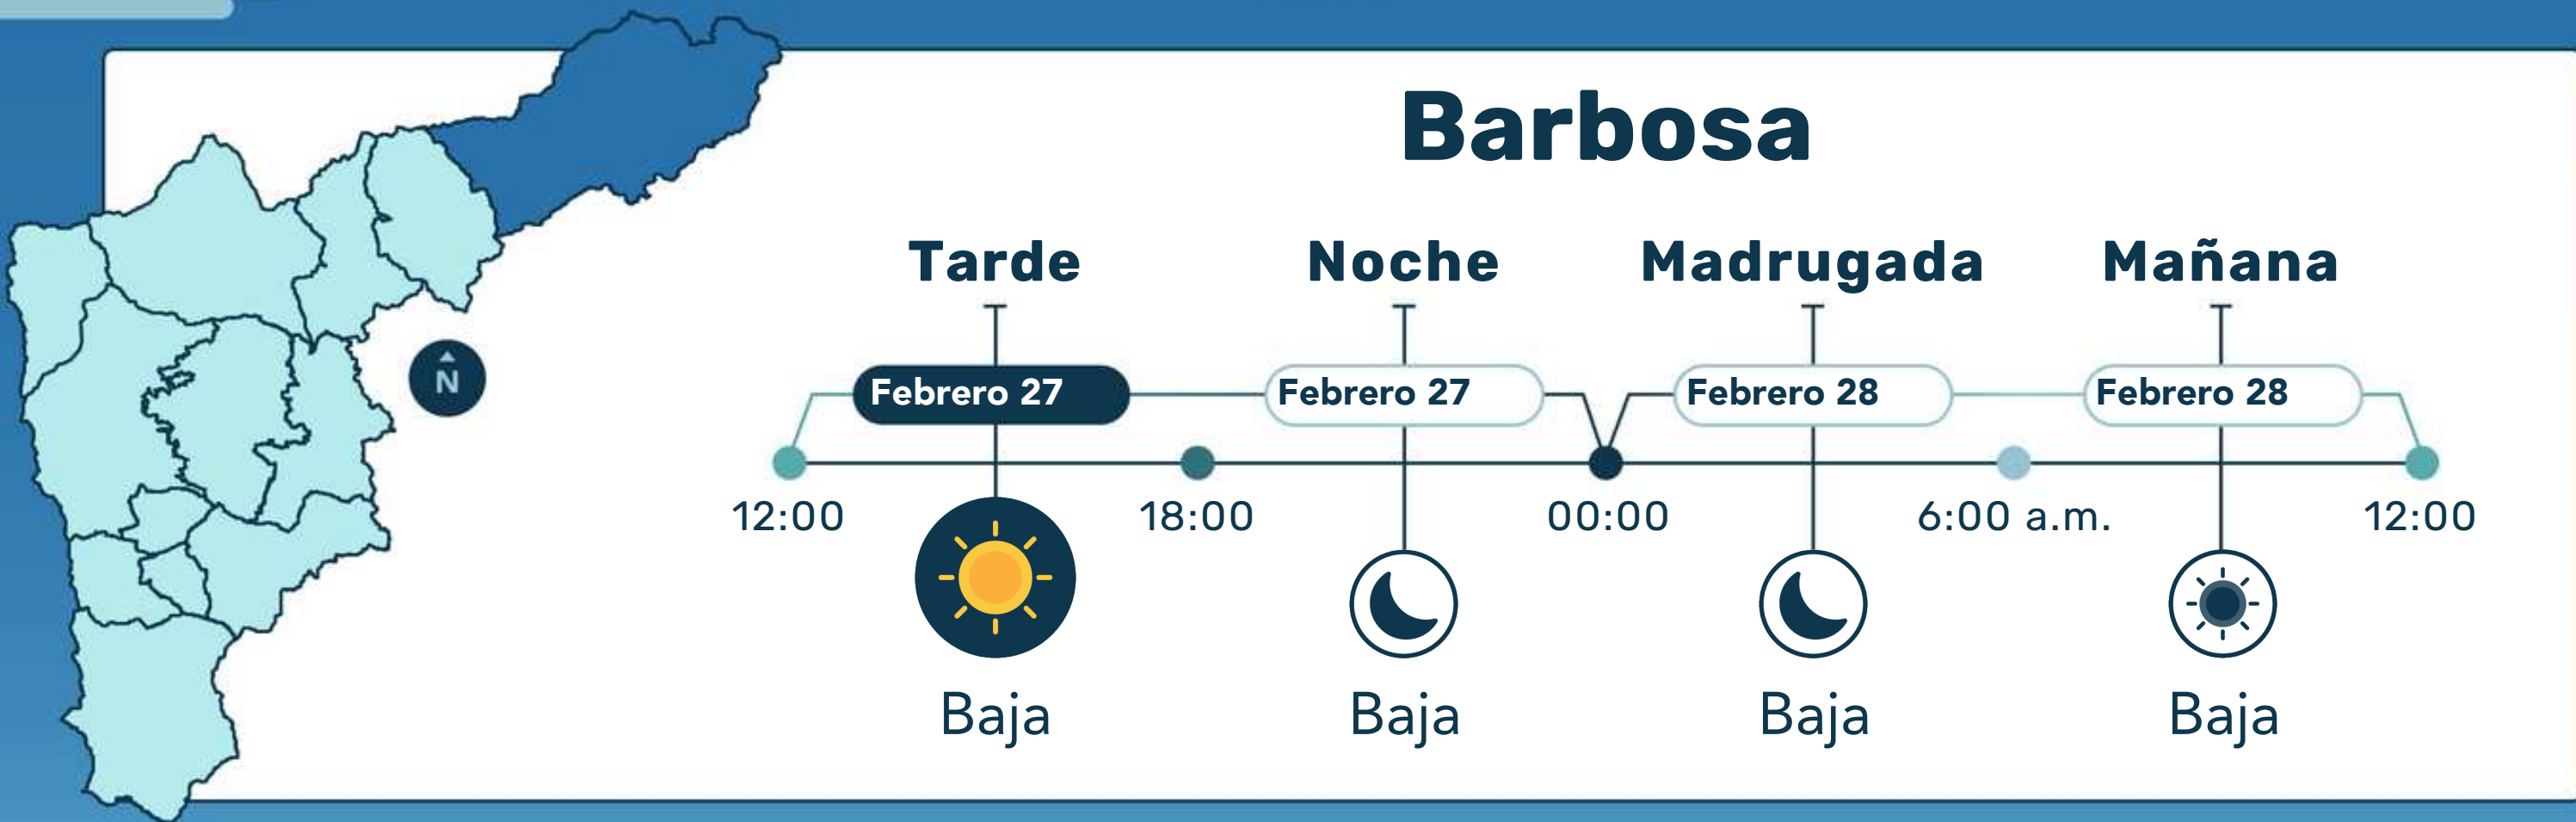 Barbosa
Tarde Noche Madrugada Mañana
Febrero 27 Febrero 27 Febrero 28 Febrero 28
N
12:00 18:00 00:00 6:00 a.m. 12:00
Baja Baja Baja Baja